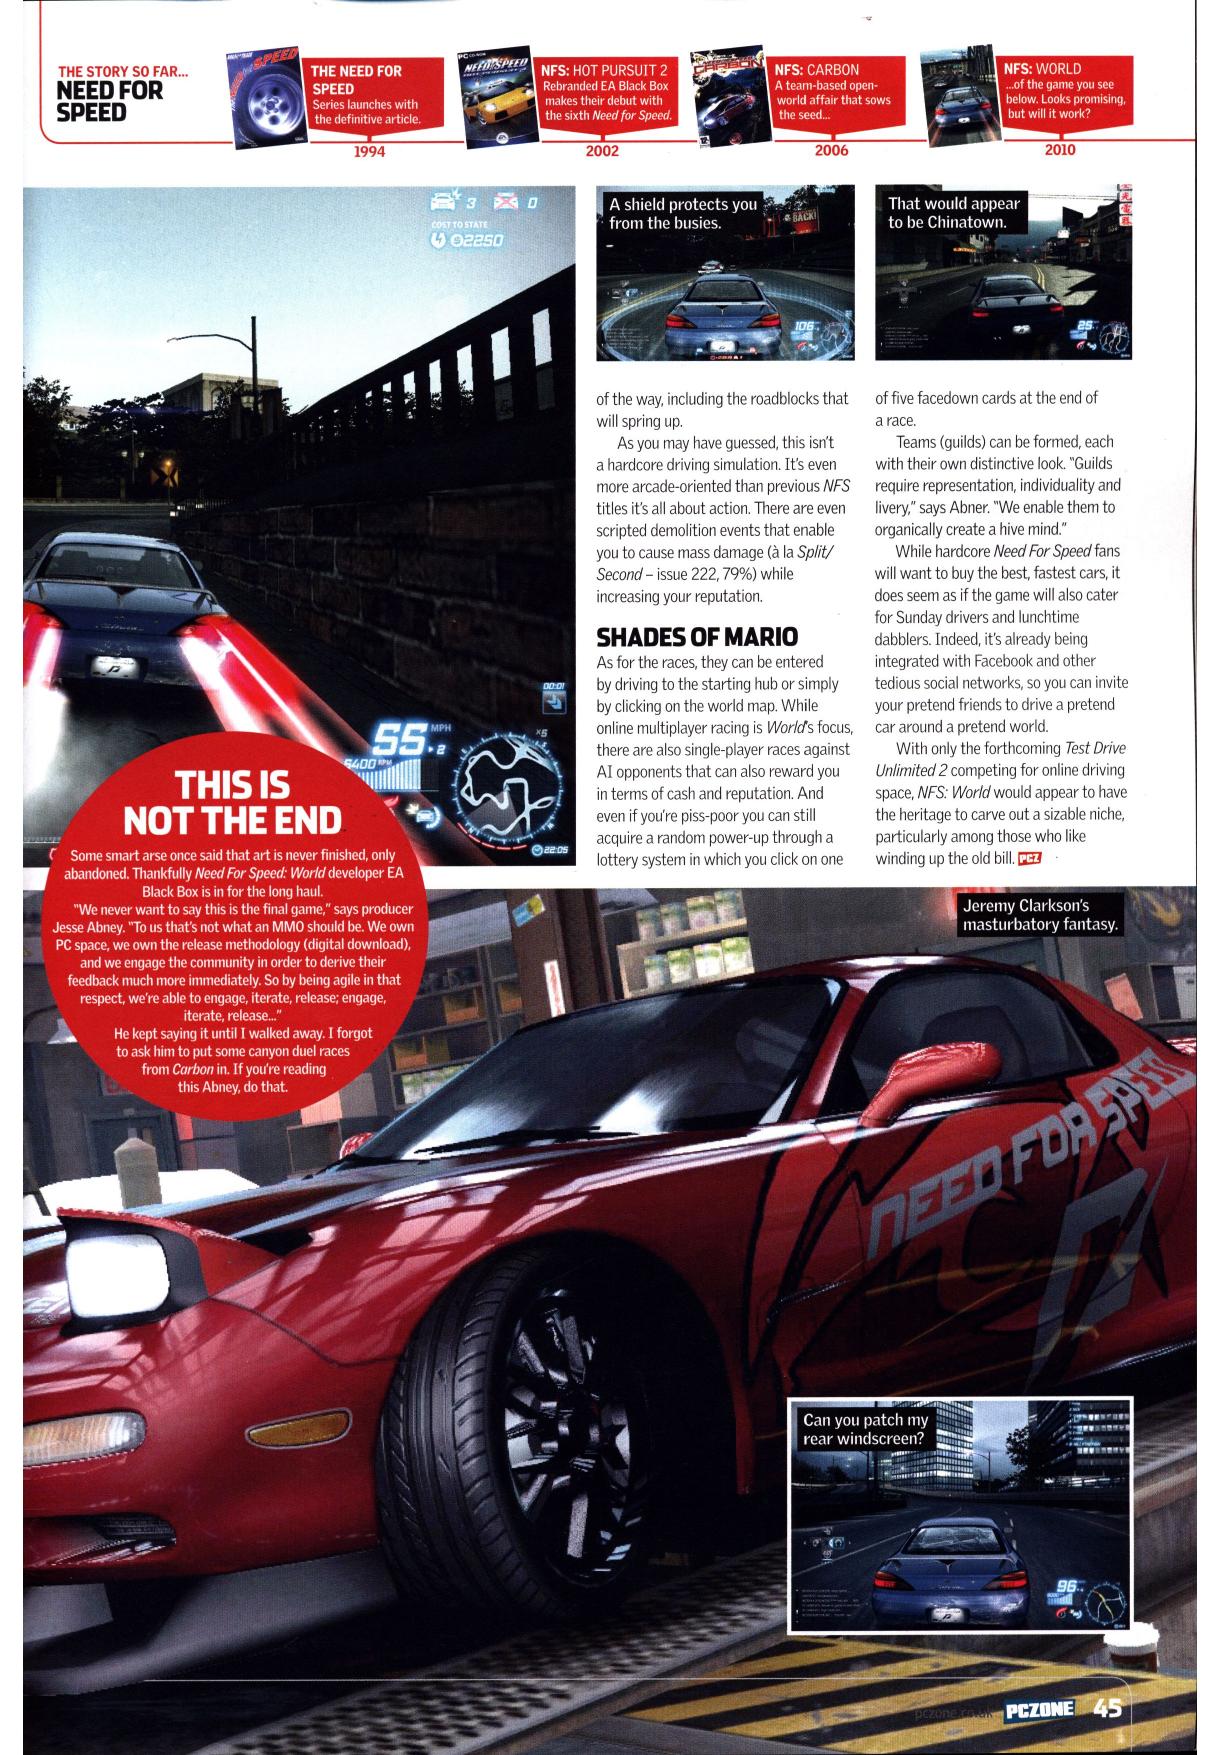 THE STORY SO FAR...
NEED FOR
SPEED
THE NEED FOR
SPEED
Series launches with
the definitive article.
1994
NFS: HOT PURSUIT 2
Rebranded EA Black Box
makes their debut with
the sixth Need for Speed.
2002
NFS: CARBON
A team-based open-
world affair that sows
the seed...
2006
NFS: WORLD
...of the game you see
below. Looks promising,
but will it work?
2010
3 0
COST TO STATE
2250
00:01
55 MPH
2
x5
6400 RPM
22:05
A shield protects you
from the busies.
BACK!
106
That would appear
to be Chinatown.
25
of the way, including the roadblocks that
will spring up.
As you may have guessed, this isn't
a hardcore driving simulation. It's even
more arcade-oriented than previous NFS
titles it's all about action. There are even
scripted demolition events that enable
you to cause mass damage (à la Split/
Second – issue 222, 79%) while
increasing your reputation.
SHADES OF MARIO
As for the races, they can be entered
by driving to the starting hub or simply
by clicking on the world map. While
online multiplayer racing is World's focus,
there are also single-player races against
AI opponents that can also reward you
in terms of cash and reputation. And
even if you're piss-poor you can still
acquire a random power-up through a
lottery system in which you click on one
of five facedown cards at the end of
a race.
Teams (guilds) can be formed, each
with their own distinctive look. "Guilds
require representation, individuality and
livery," says Abner. "We enable them to
organically create a hive mind."
While hardcore Need For Speed fans
will want to buy the best, fastest cars, it
does seem as if the game will also cater
for Sunday drivers and lunchtime
dabblers. Indeed, it's already being
integrated with Facebook and other
tedious social networks, so you can invite
your pretend friends to drive a pretend
car around a pretend world.
With only the forthcoming Test Drive
Unlimited 2 competing for online driving
space, NFS: World would appear to have
the heritage to carve out a sizable niche,
particularly among those who like
winding up the old bill. PCZ
THIS IS
NOT THE END
Some smart arse once said that art is never finished, only
abandoned. Thankfully Need For Speed: World developer EA
Black Box is in for the long haul.
"We never want to say this is the final game," says producer
Jesse Abney. "To us that's not what an MMO should be. We own
PC space, we own the release methodology (digital download),
and we engage the community in order to derive their
feedback much more immediately. So by being agile in that
respect, we're able to engage, iterate, release; engage,
iterate, release..."
He kept saying it until I walked away. I forgot
to ask him to put some canyon duel races
from Carbon in. If you're reading
this Abney, do that.
Jeremy Clarkson's
masturbatory fantasy.
NEED FOR SPEED
Can you patch my
rear windscreen?
96
pczone.co.uk PCZONE 45